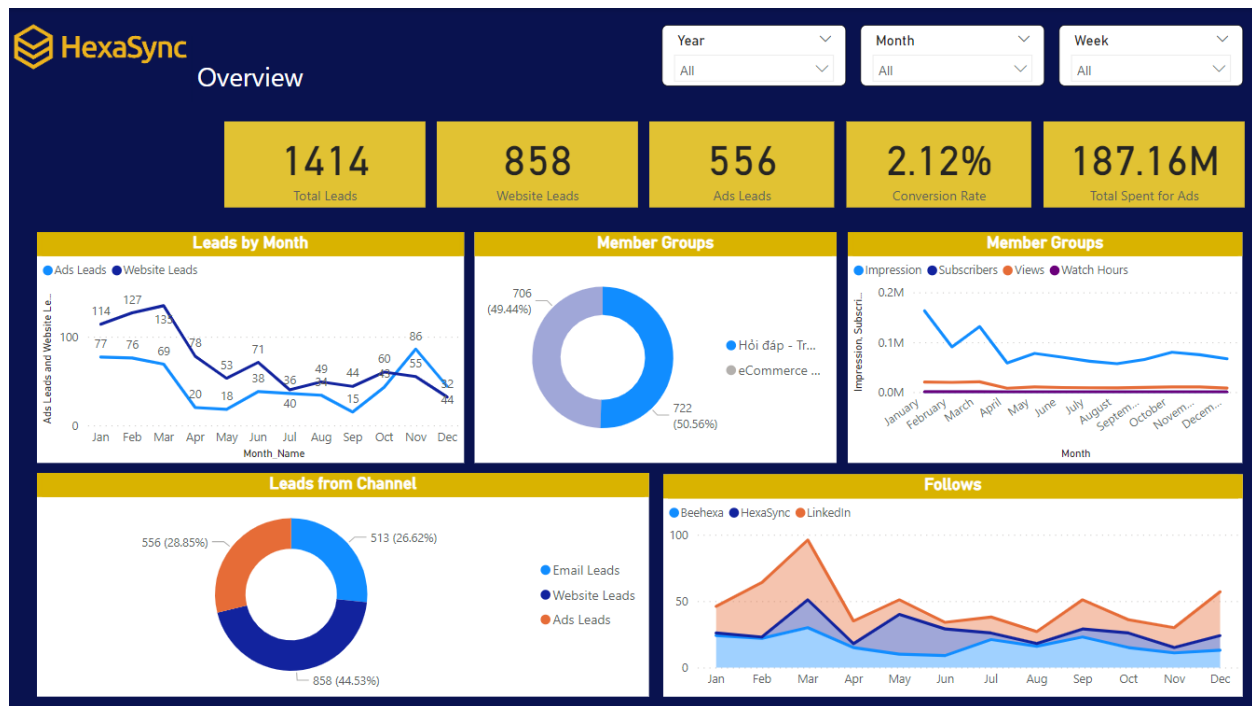 HexaSync
Overview
Year
All
Month
All
Week
All
1414
Total Leads
858
Website Leads
556
Ads Leads
2.12%
Conversion Rate
187.16M
Total Spent for Ads
Leads by Month
Ads Leads Website Leads
Ads Leads and Website Le...
100
0
114
127
135
78
53
71
36
49
44
60
55
32
77
76
69
20
18
38
40
34
15
43
86
44
Jan Feb Mar Apr May Jun Jul Aug Sep Oct Nov Dec
Month_Name
Member Groups
706
(49.44%)
722
(50.56%)
Hỏi đáp - Tr...
eCommerce ...
Member Groups
Impression Subscribers Views Watch Hours
Impression, Subscri...
0.2M
0.1M
0.0M
January February March April May June July August Septem... October Novem... Decem...
Month
Leads from Channel
556 (28.85%)
513 (26.62%)
858 (44.53%)
Email Leads
Website Leads
Ads Leads
Follows
Beehexa HexaSync LinkedIn
100
50
0
Jan Feb Mar Apr May Jun Jul Aug Sep Oct Nov Dec